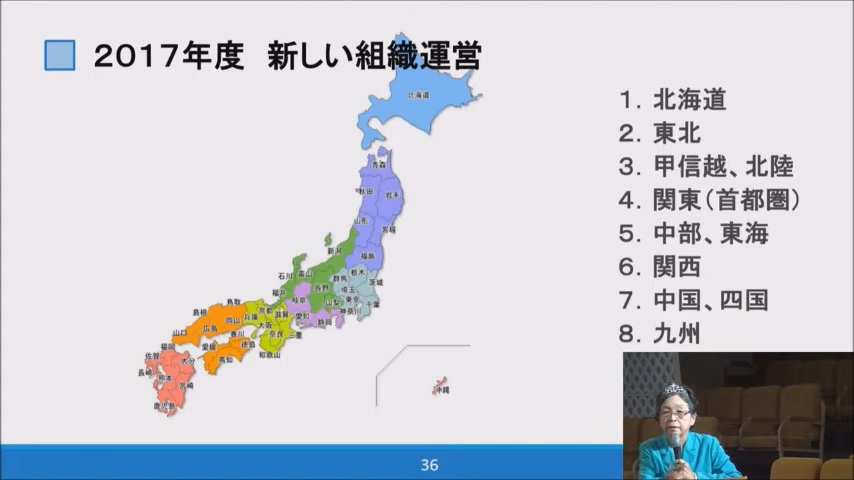 2017年度 新しい組織運営
1. 北海道
2. 東北
3. 甲信越、北陸
4. 関東(首都圏)
5. 中部、東海
6. 関西
7. 中国、四国
8. 九州
北海道
青森
秋田
岩手
山形
宮城
福島
新潟
石川
富山
群馬
栃木
茨城
福井
長野
埼玉
岐阜
山梨
東京
千葉
神奈川
愛知
静岡
鳥取
島根
岡山
兵庫
京都
滋賀
広島
山口
香川
大阪
奈良
三重
徳島
愛媛
高知
和歌山
福岡
佐賀
大分
長崎
熊本
宮崎
鹿児島
沖縄
36